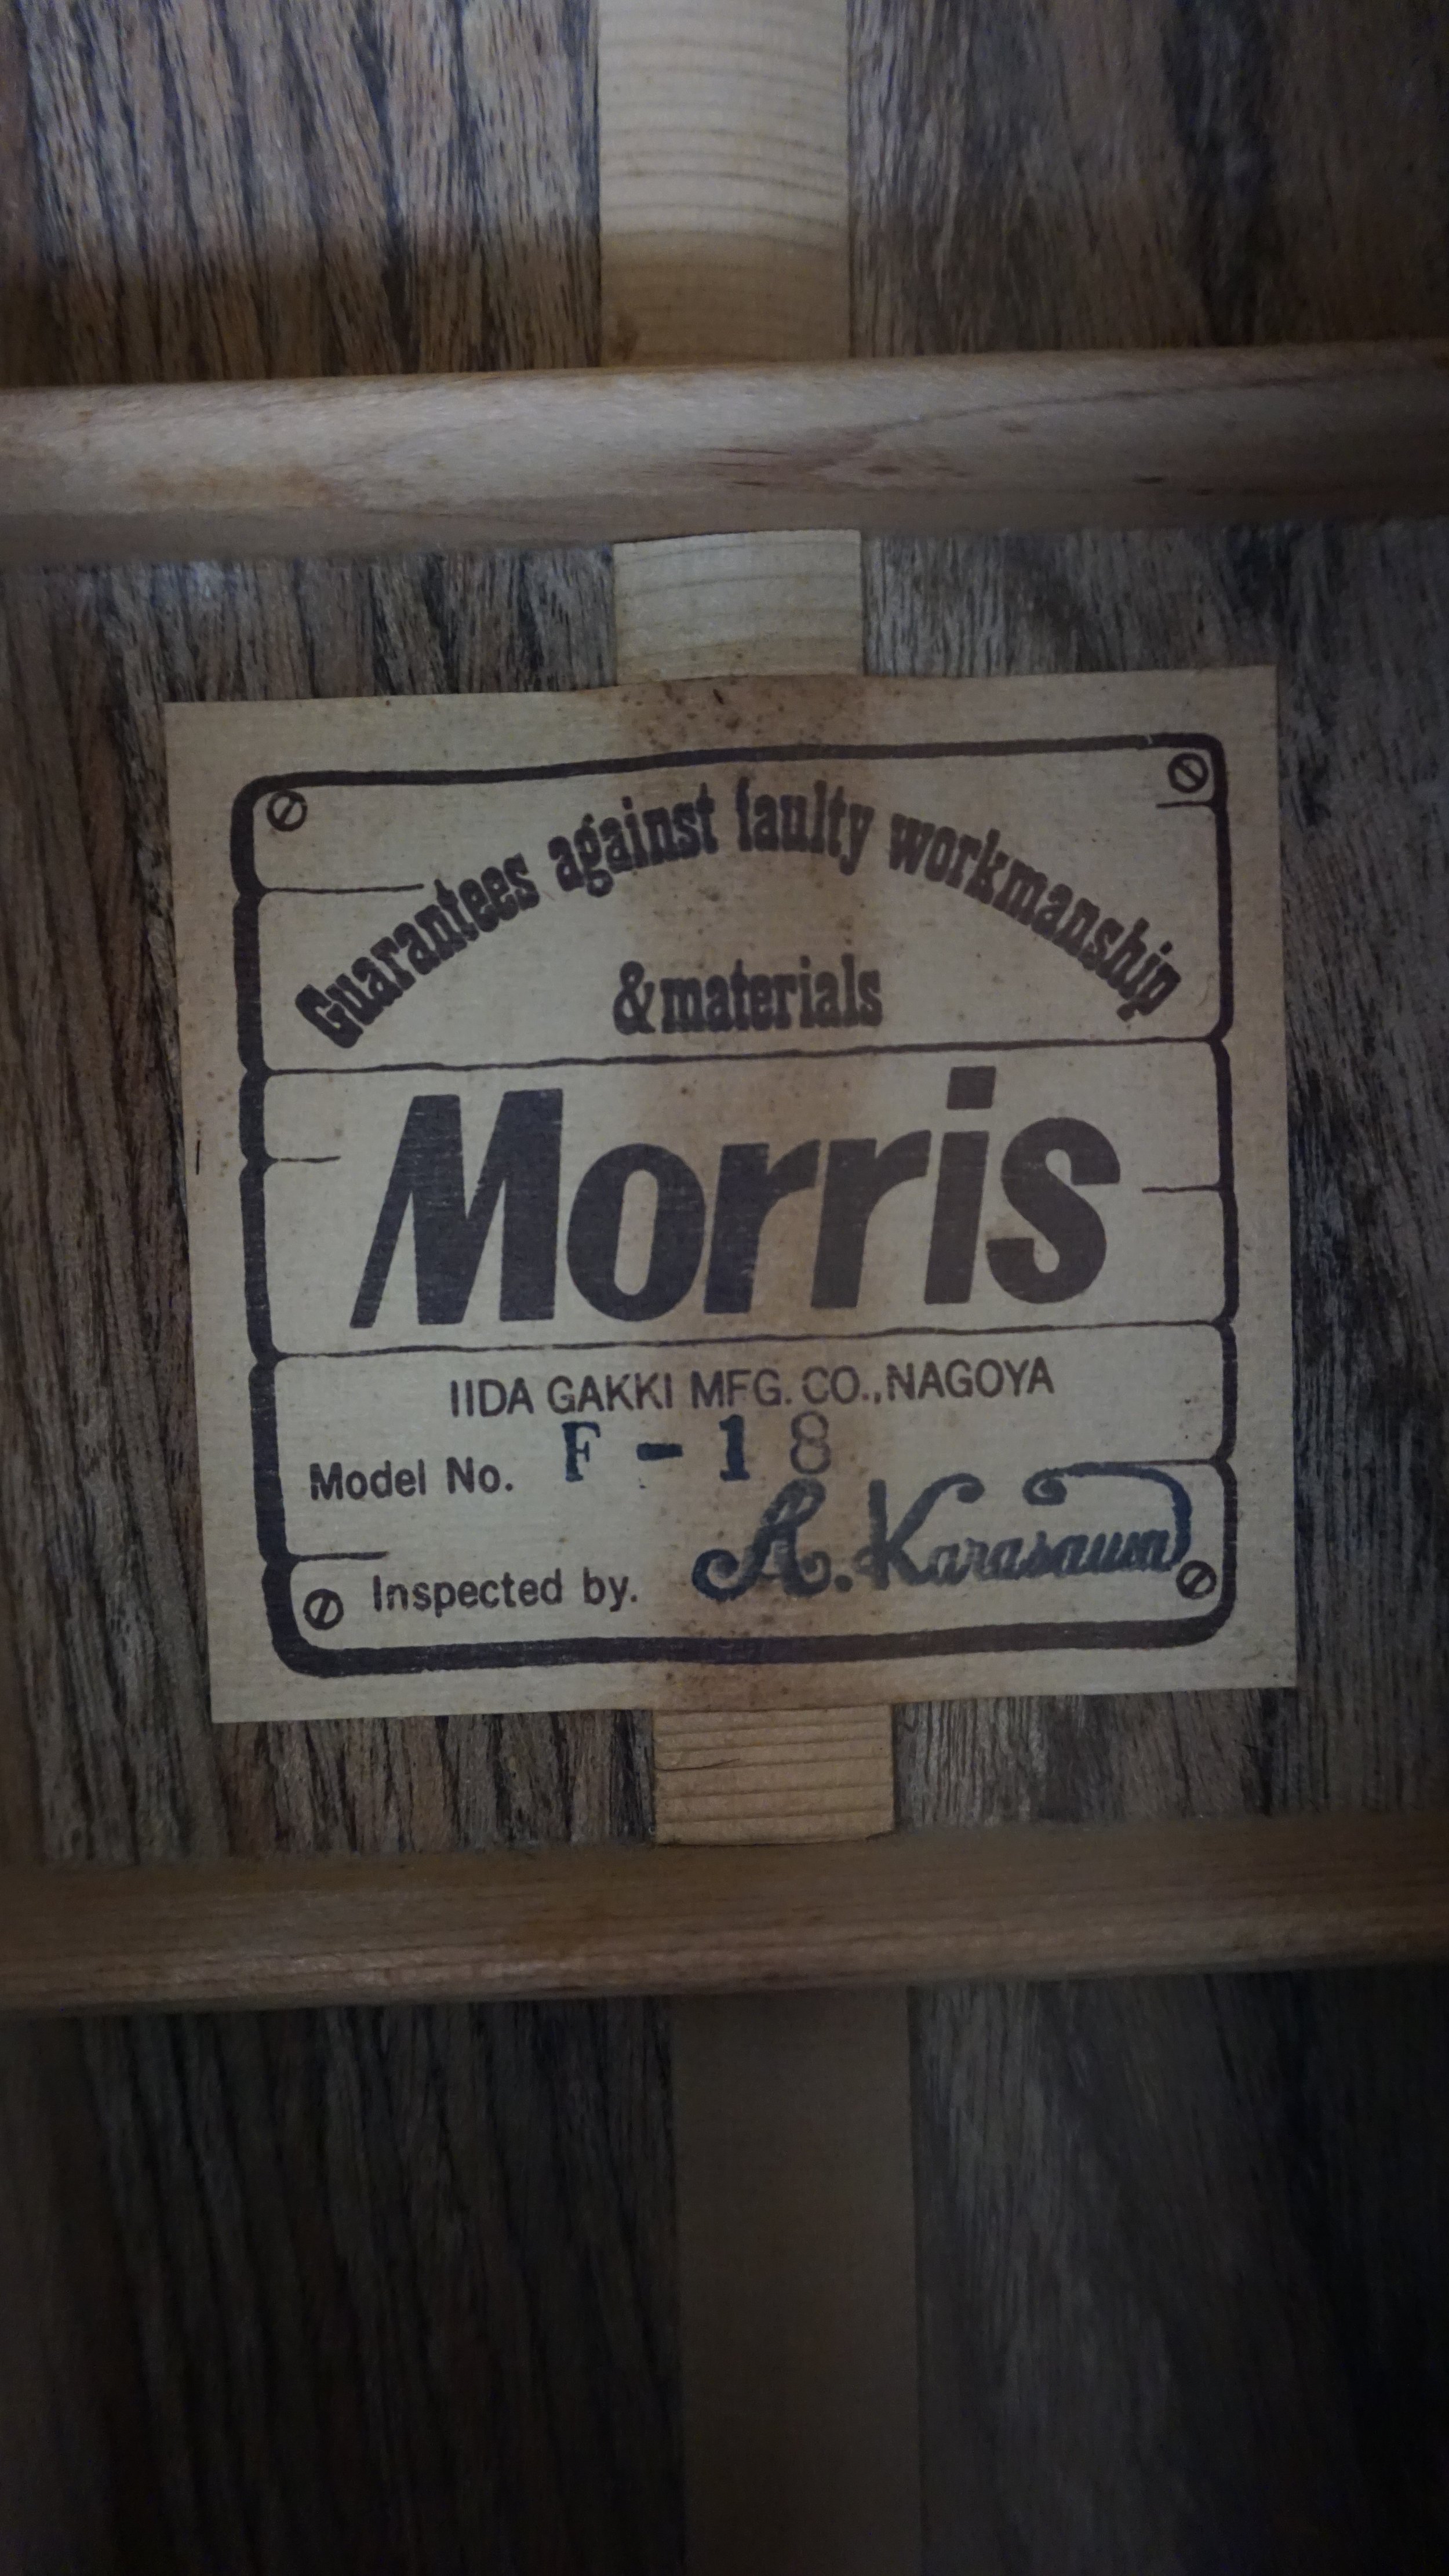 Guarantees against faulty workmanship
& materials
Morris
IIDA GAKKI MFG. CO., NAGOYA
Model No. F - 18
Inspected by. A. Karasawa